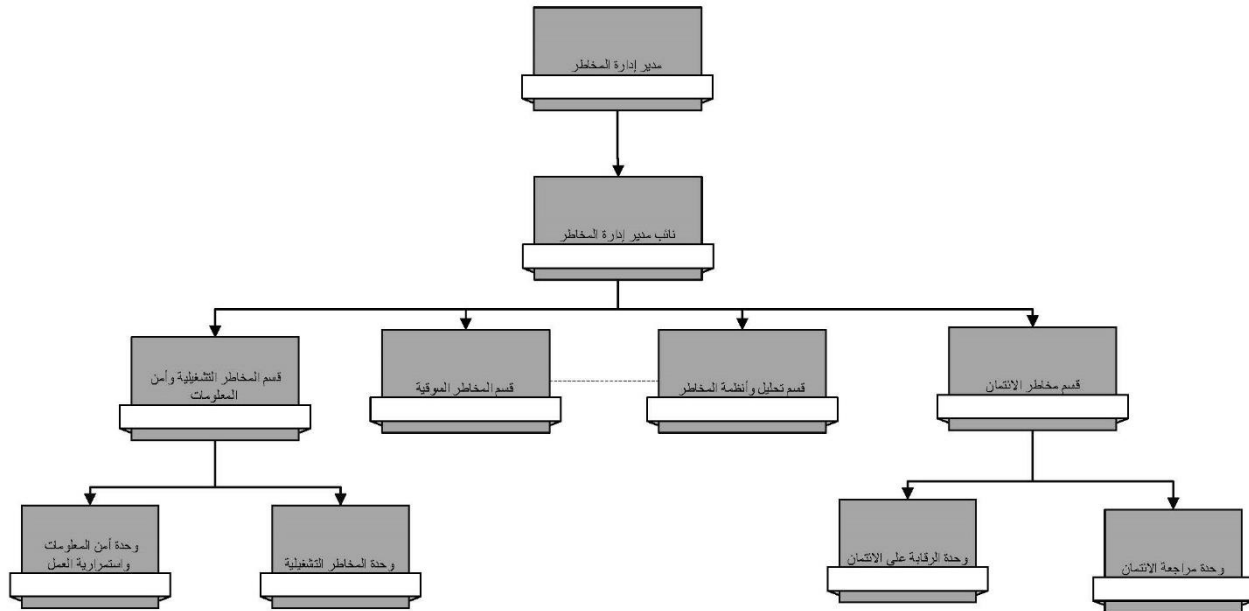 مدير إدارة المخاطر
نائب مدير إدارة المخاطر
قسم مخاطر الائتمان
قسم تحليل وأنظمة المخاطر
قسم المخاطر السوقية
قسم المخاطر التشغيلية وأمن
المعلومات
وحدة مراجعة الائتمان
وحدة الرقابة على الائتمان
وحدة المخاطر التشغيلية
وحدة أمن المعلومات
واستمرارية العمل